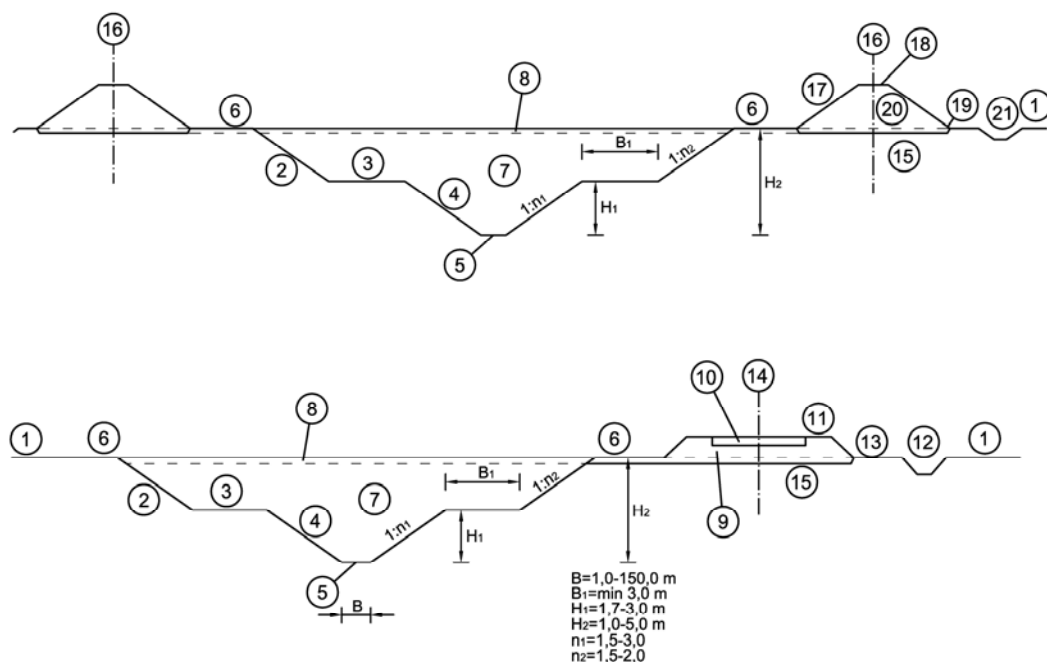 16 16 18
8
6 6 17 20 19 21 1
2 3 4 7 B1 1:n2 15
1:n1 H1 H2
5
14
10
8 11
1 6 6 13 12 1
2 3 4 7 B1 1:n2 15
1:n1 H1 H2 9
5
B
B=1,0-150,0 m
B1=min 3,0 m
H1=1,7-3,0 m
H2=1,0-5,0 m
n1=1,5-3,0
n2=1,5-2,0